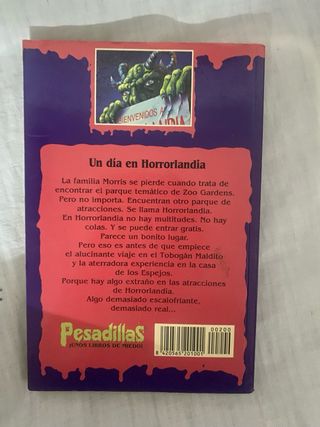 BIENVENIDOS A
Un día en Horrorlandia
La familia Morris se pierde cuando trata de
encontrar el parque temático de Zoo Gardens.
Pero no importa. Encuentran otro parque de
atracciones. Se llama Horrorlandia.
En Horrorlandia no hay multitudes. No hay
colas. Y se puede entrar gratis.
Parece un bonito lugar.
Pero eso es antes de que empiece
el alucinante viaje en el Tobogán Maldito
y la aterradora experiencia en la casa
de los Espejos.
Porque hay algo extraño en las atracciones
de Horrorlandia.
Algo demasiado escalofriante,
demasiado real...
Pesadillas
¡UNOS LIBROS DE MIEDO!
00200
8 420565 201001